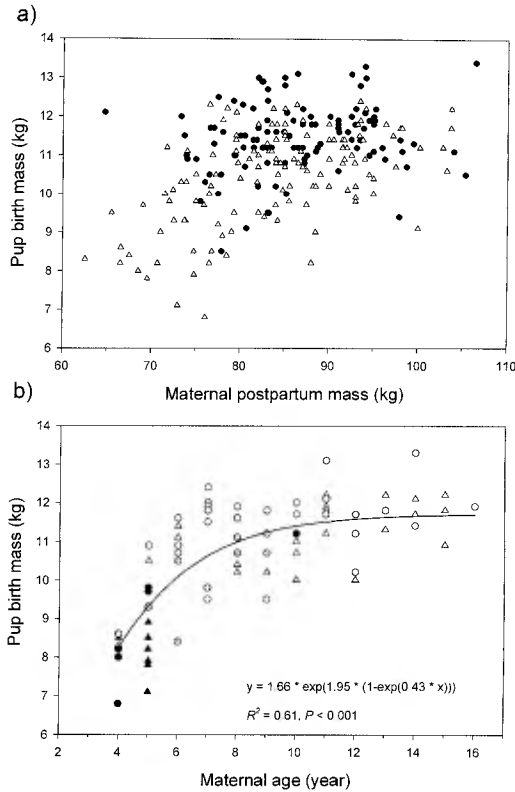 a)
14
13
12
11
10
9
8
7
6
Pup birth mass (kg)
60 70 80 90 100 110
Maternal postpartum mass (kg)
b)
14
13
12
11
10
9
8
7
6
Pup birth mass (kg)
y = 1.66 * exp(1.95 * (1-exp(0 43 * x)))
R² = 0.61, P < 0.001
2 4 6 8 10 12 14 16
Maternal age (year)